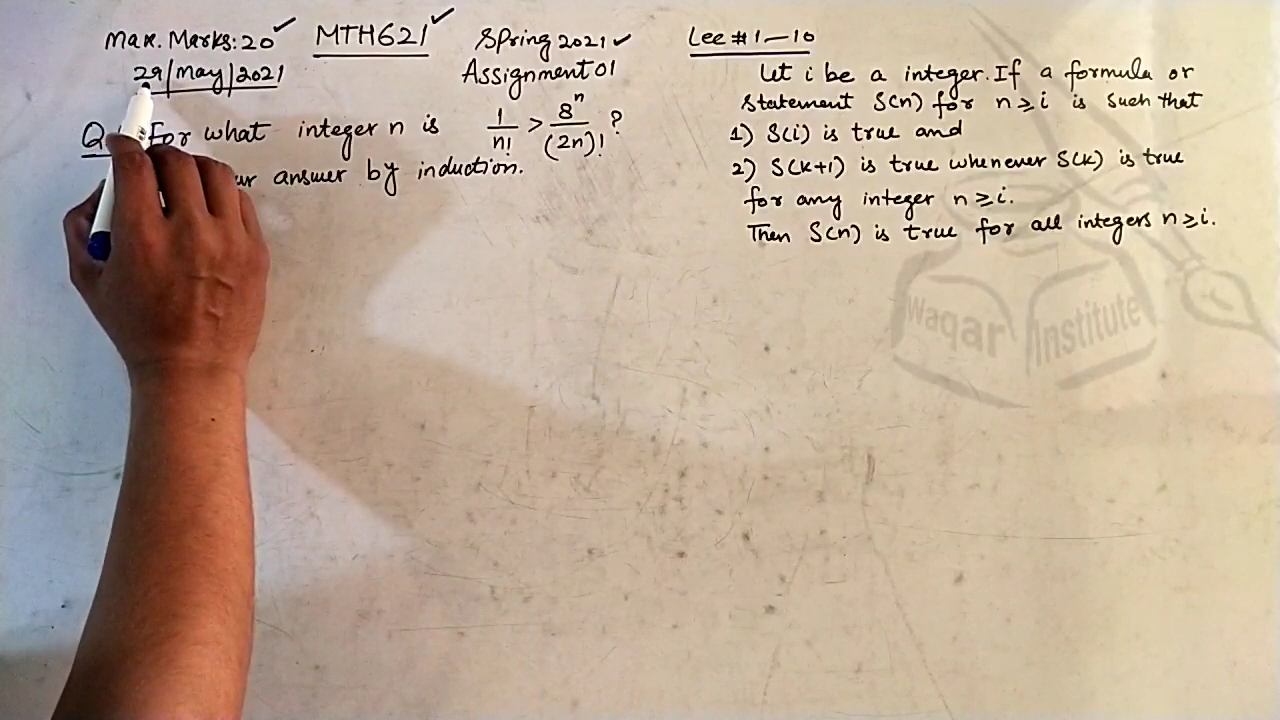 Max. Marks: 20 ✓ MTH621 ✓ Spring 2021 ✓ Lec # 1—10
29/May/2021 Assignment 01
Q For what integer n is 1/n! > 8^n/(2n)! ?
answer by induction.
Let i be a integer. If a formula or
statement S(n) for n ≥ i is such that
1) S(i) is true and
2) S(k+1) is true whenever S(k) is true
for any integer n ≥ i.
Then S(n) is true for all integers n ≥ i.
Waqar Institute